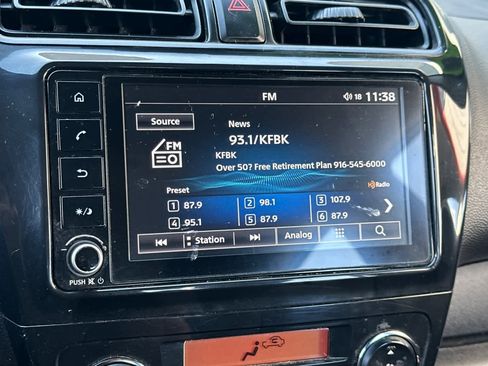 FM
18 11:38
Source
News
93.1/KFBK
FM
KFBK
Over 50? Free Retirement Plan 916-545-6000
HD Radio
Preset
1 87.9 2 98.1 3 107.9
4 95.1 5 87.9 6 87.9
Station Analog
PUSH